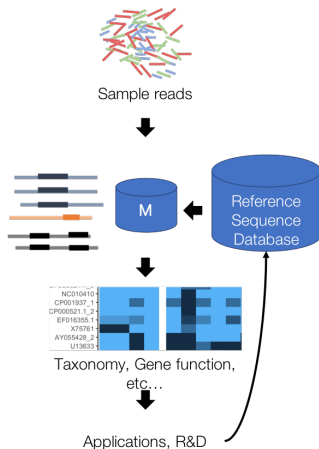 Sample reads
M
Reference
Sequence
Database
NC010410
CP001937_1
CP000521.1_2
EF016355.1
X75761
AY055428_2
U13633
Taxonomy, Gene function,
etc...
Applications, R&D